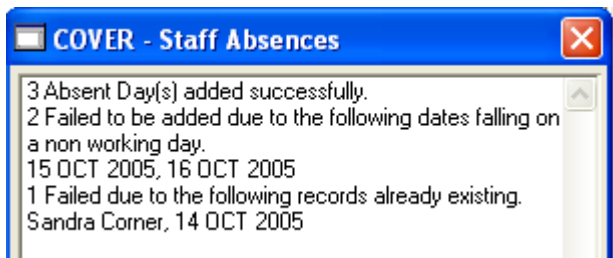 COVER - Staff Absences
3 Absent Day(s) added successfully.
2 Failed to be added due to the following dates falling on
a non working day.
15 OCT 2005, 16 OCT 2005
1 Failed due to the following records already existing.
Sandra Corner, 14 OCT 2005